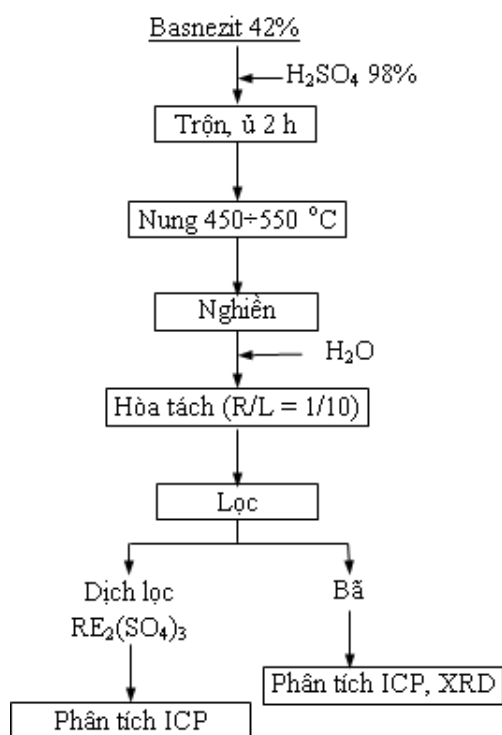 Basnezit 42%
H₂SO₄ 98%
Trộn, ủ 2 h
Nung 450÷550 °C
Nghiền
H₂O
Hòa tách (R/L = 1/10)
Lọc
Dịch lọc
RE₂(SO₄)₃
Bã
Phân tích ICP, XRD
Phân tích ICP